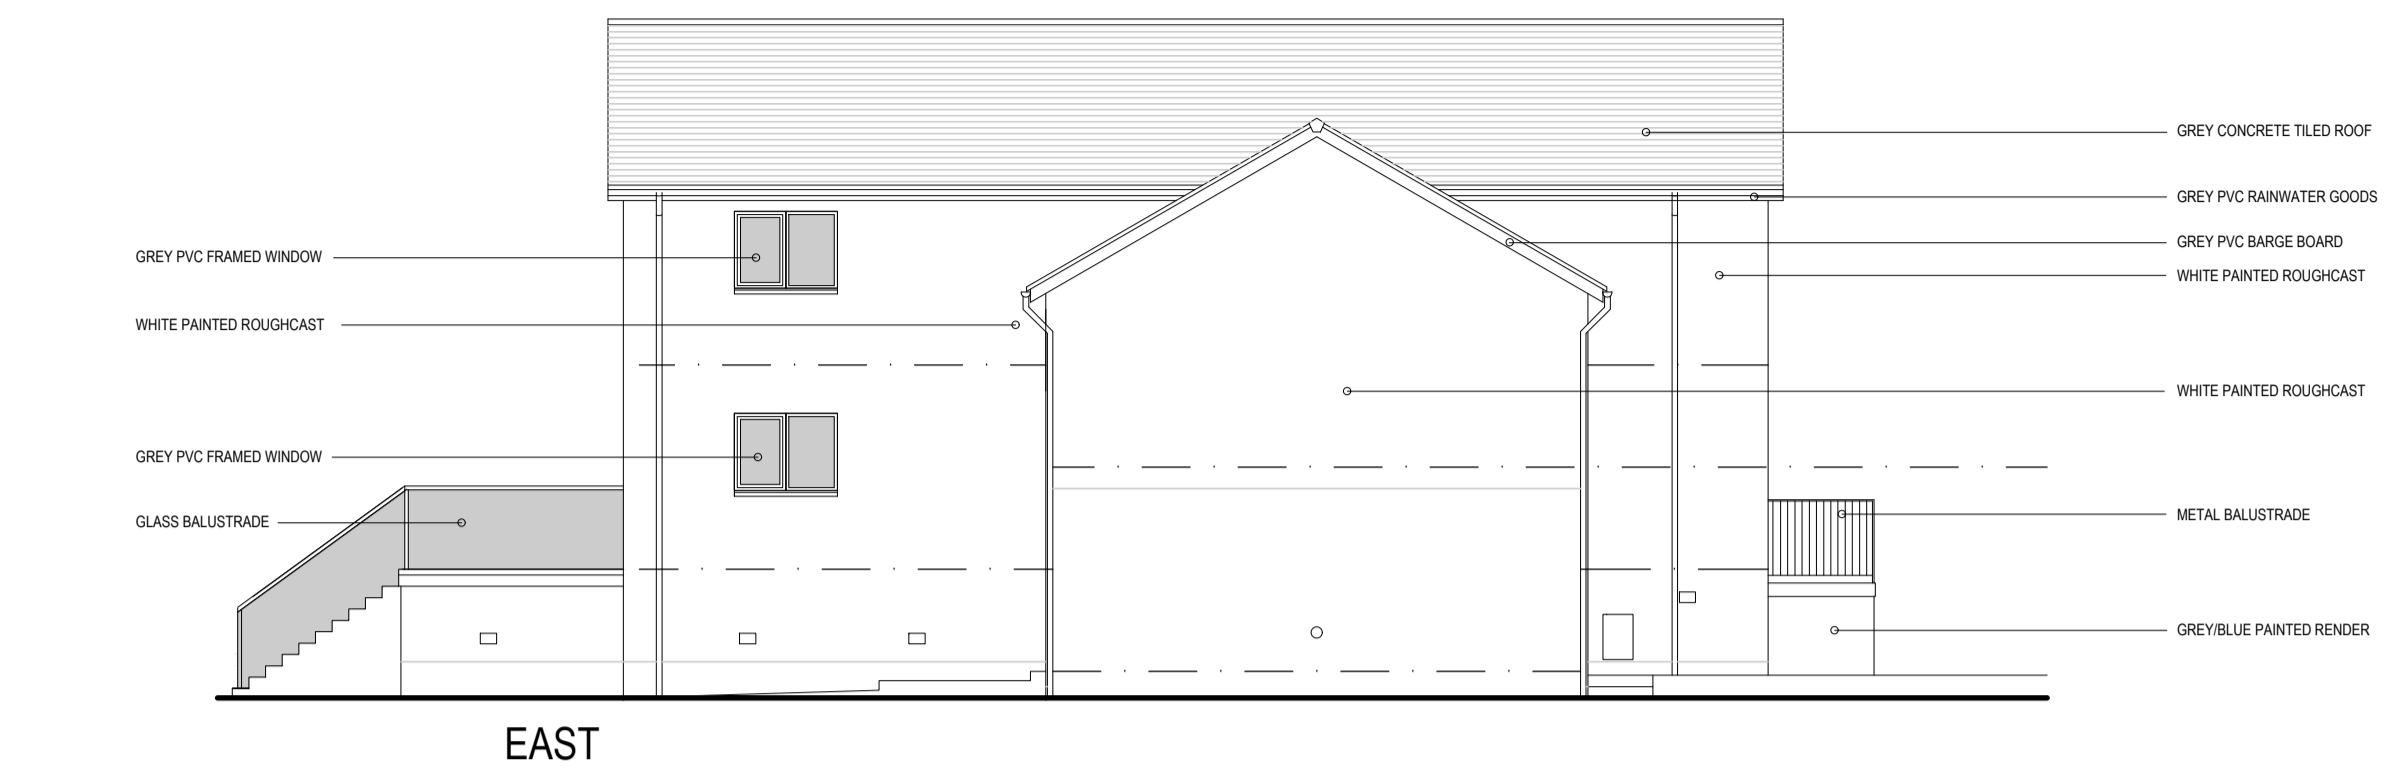 GREY PVC FRAMED WINDOW
WHITE PAINTED ROUGHCAST
GREY PVC FRAMED WINDOW
GLASS BALUSTRADE
GREY CONCRETE TILED ROOF
GREY PVC RAINWATER GOODS
GREY PVC BARGE BOARD
WHITE PAINTED ROUGHCAST
WHITE PAINTED ROUGHCAST
METAL BALUSTRADE
GREY/BLUE PAINTED RENDER
EAST